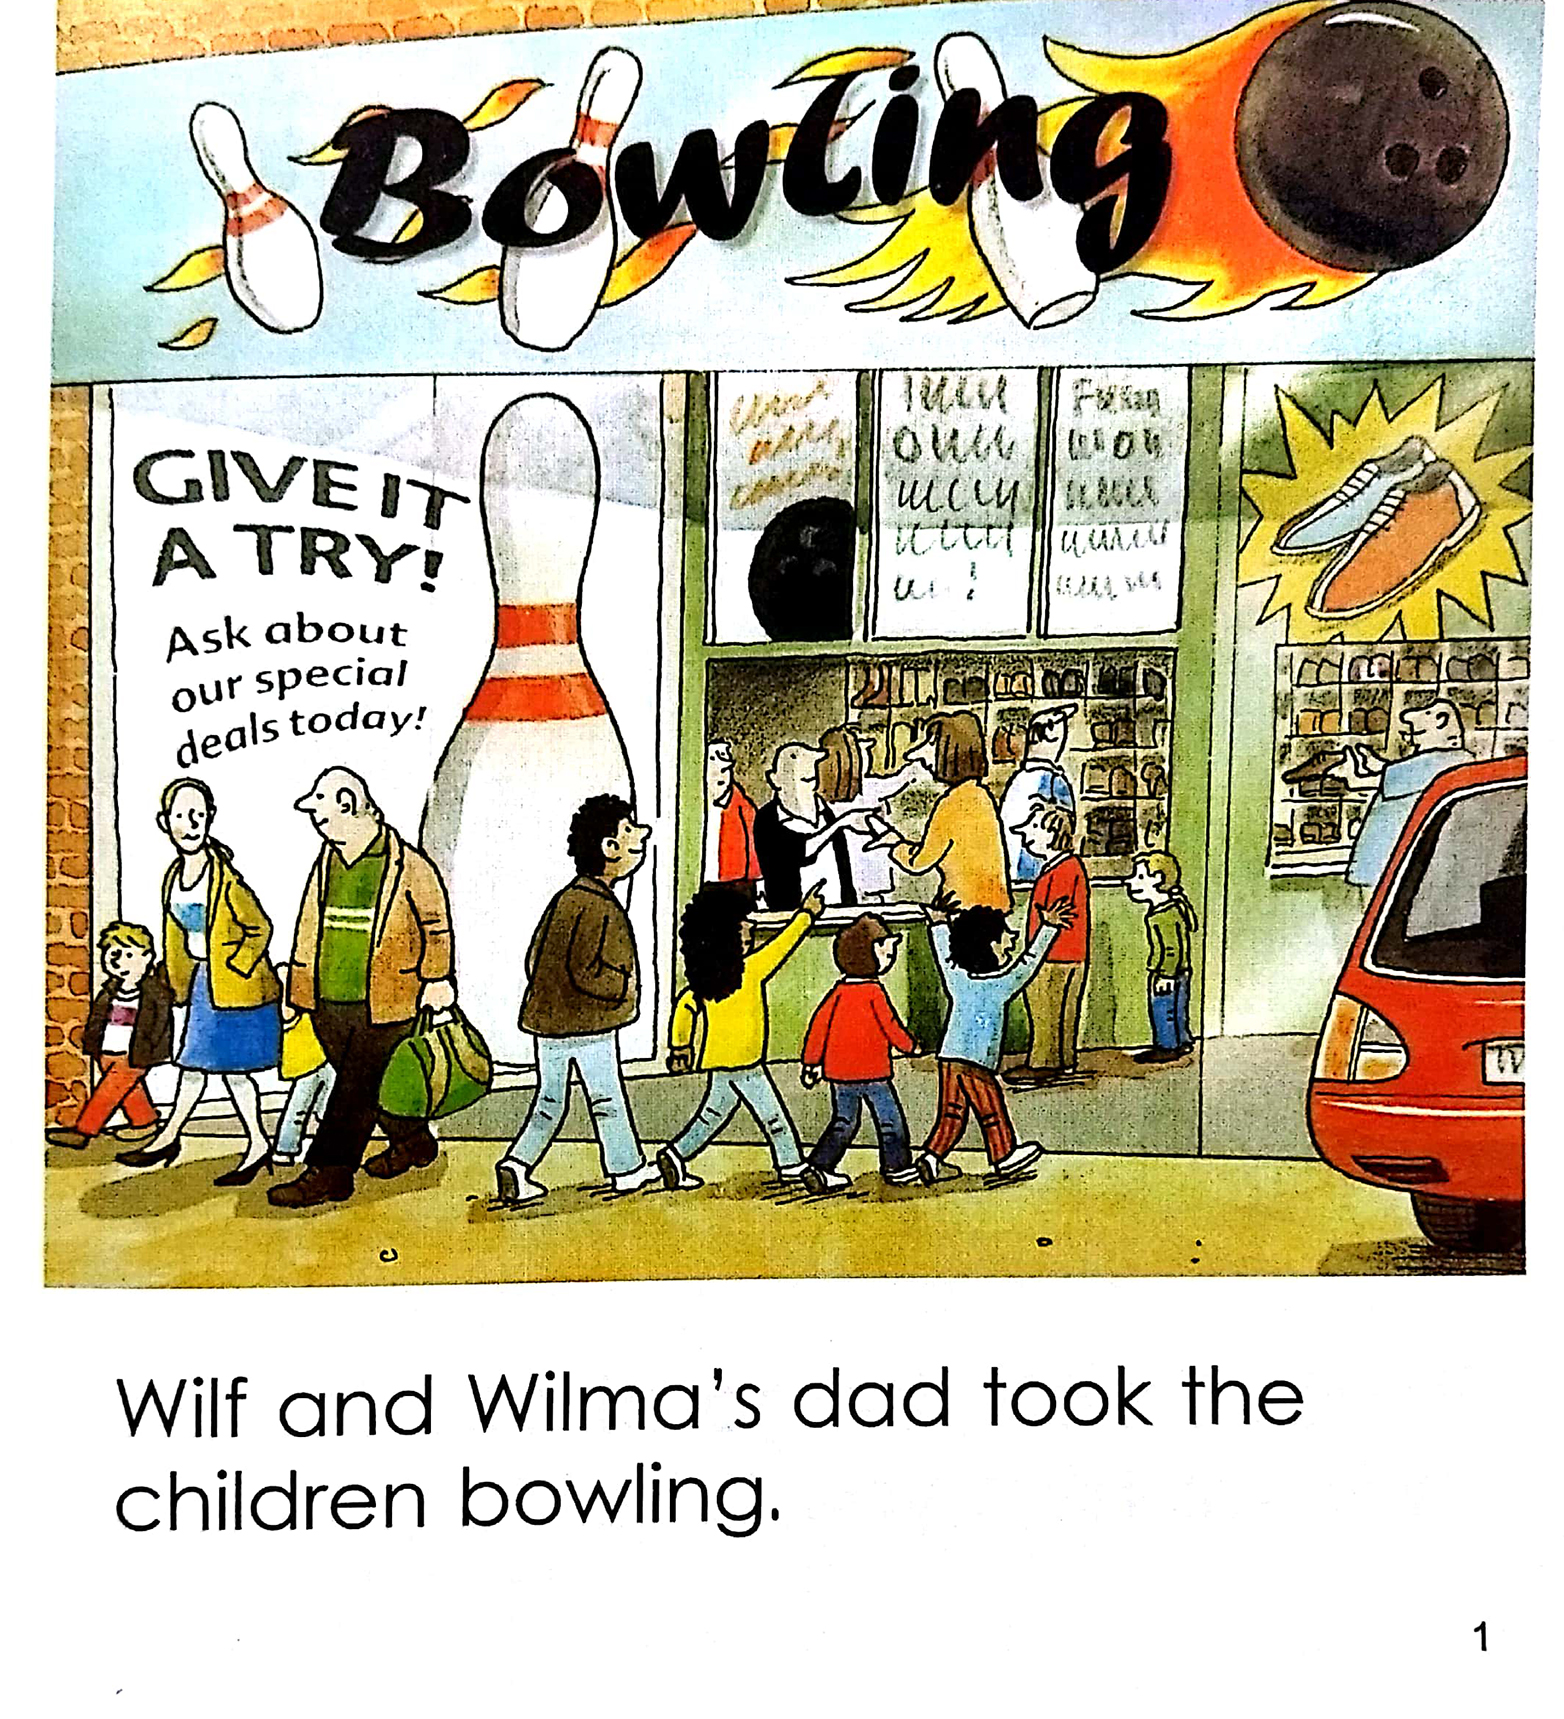 Bowling
GIVE IT
A TRY!
Ask about
our special
deals today!
Wilf and Wilma's dad took the
children bowling.
1